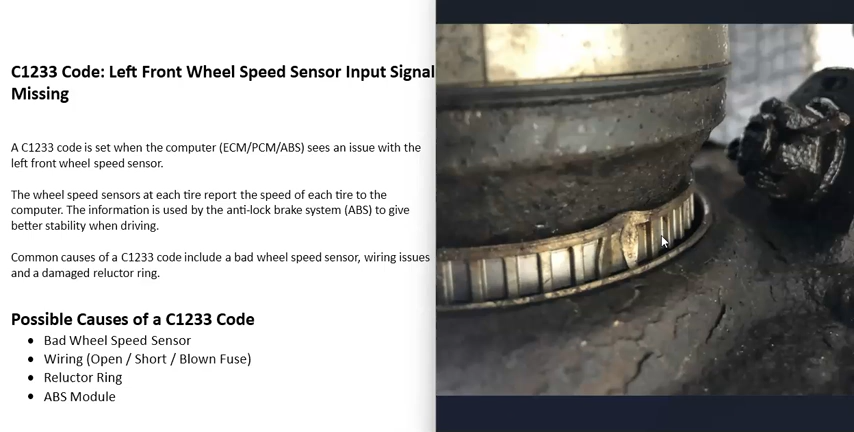 C1233 Code: Left Front Wheel Speed Sensor Input Signal
Missing
A C1233 code is set when the computer (ECM/PCM/ABS) sees an issue with the
left front wheel speed sensor.
The wheel speed sensors at each tire report the speed of each tire to the
computer. The information is used by the anti-lock brake system (ABS) to give
better stability when driving.
Common causes of a C1233 code include a bad wheel speed sensor, wiring issues
and a damaged reluctor ring.
Possible Causes of a C1233 Code
• Bad Wheel Speed Sensor
• Wiring (Open / Short / Blown Fuse)
• Reluctor Ring
• ABS Module